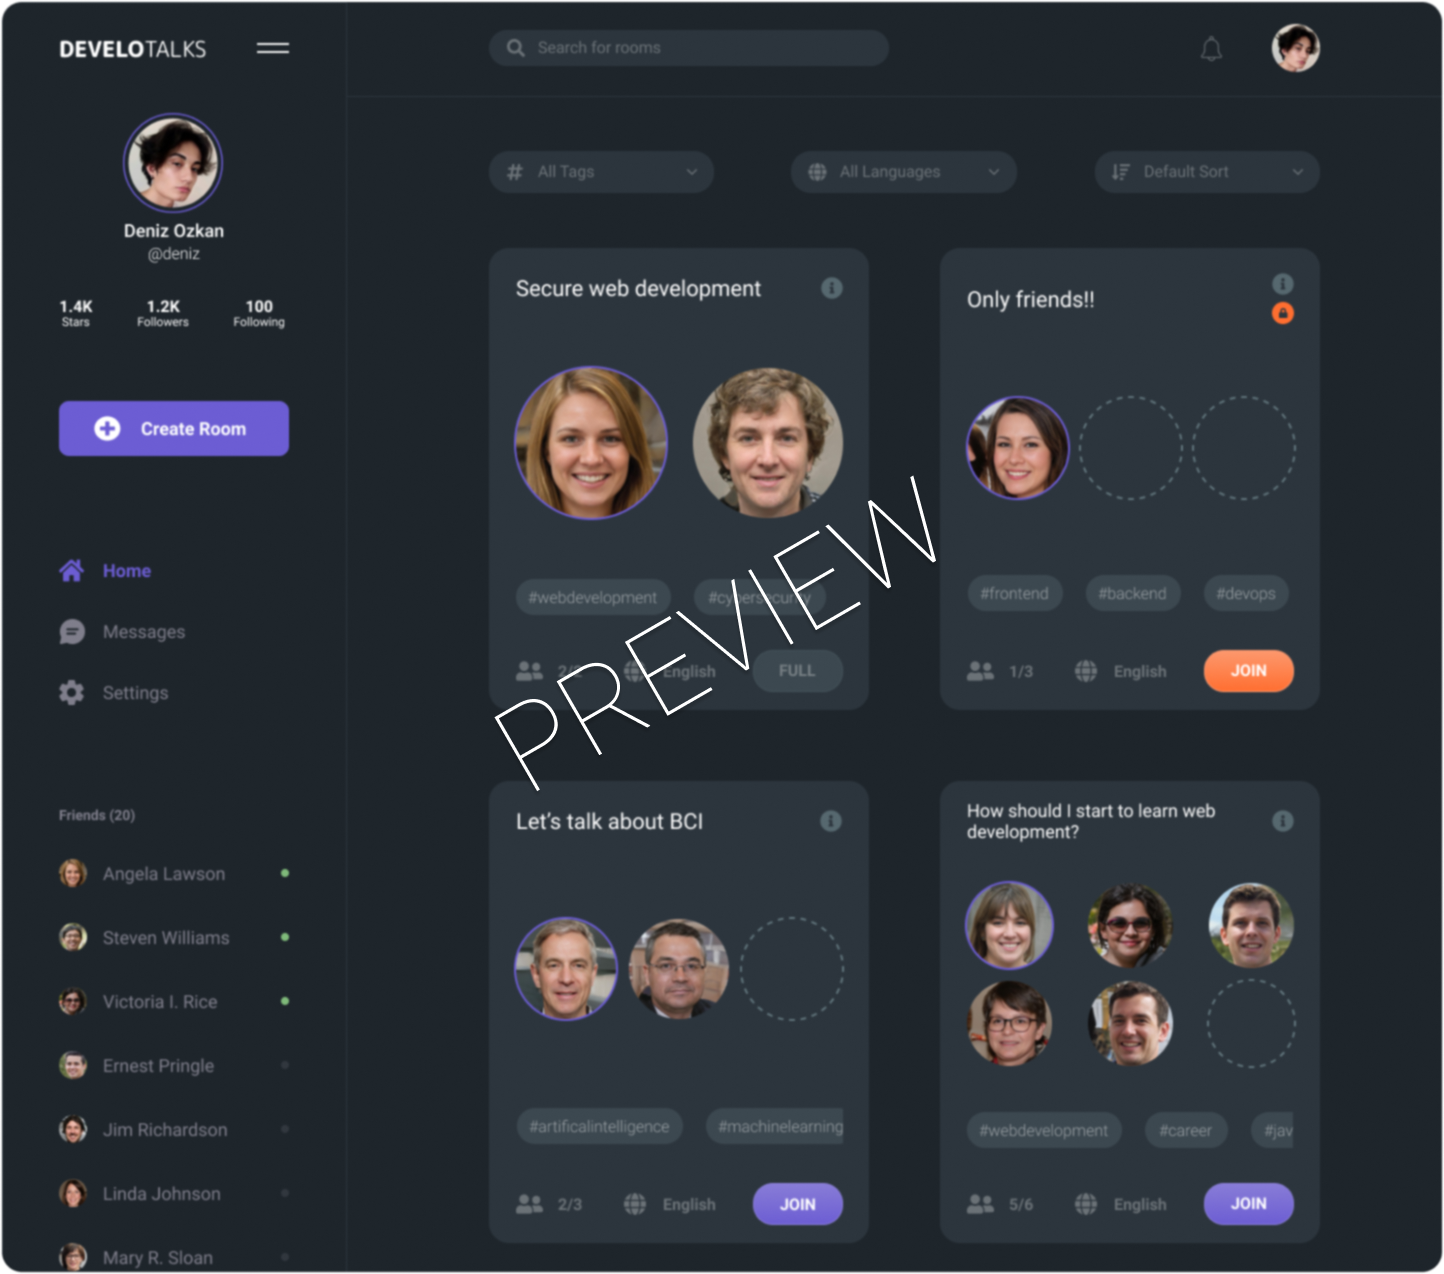 DEVELOTALKS
Search for rooms
Deniz Ozkan
@deniz
1.4K 1.2K 100
Stars Followers Following
Create Room
Home
Messages
Settings
Friends (20)
Angela Lawson
Steven Williams
Victoria I. Rice
Ernest Pringle
Jim Richardson
Linda Johnson
Mary R. Sloan
All Tags
All Languages
Default Sort
Secure web development
#webdevelopment #cybersecurity
2/2 English FULL
Only friends!!
#frontend #backend #devops
1/3 English JOIN
PREVIEW
Let's talk about BCI
#artificalintelligence #machinelearning
2/3 English JOIN
How should I start to learn web
development?
#webdevelopment #career #jav
5/6 English JOIN